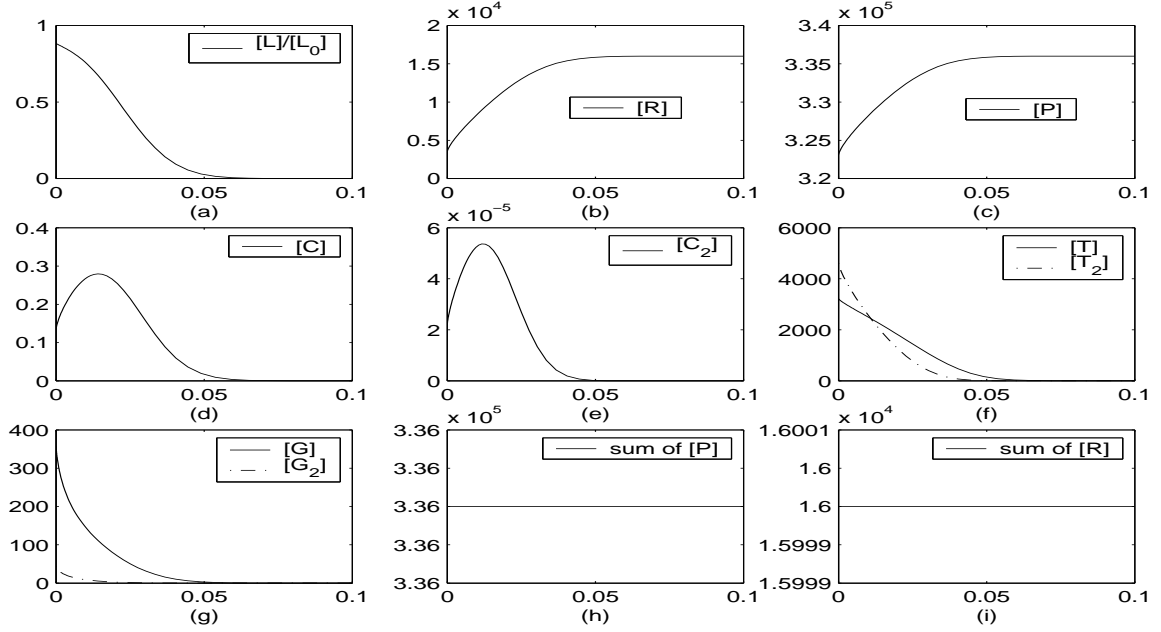 [L]/[L0]
1
0.5
0
0 0.05 0.1
(a)
x 10^4
[R]
2
1.5
1
0.5
0
0 0.05 0.1
(b)
x 10^5
[P]
3.34
3.335
3.33
3.325
3.32
0 0.05 0.1
(c)
[C]
0.4
0.3
0.2
0.1
0
0 0.05 0.1
(d)
x 10^−5
[C2]
6
4
2
0
0 0.05 0.1
(e)
[T]
[T2]
6000
4000
2000
0
0 0.05 0.1
(f)
[G]
[G2]
400
300
200
100
0
0 0.05 0.1
(g)
x 10^5
sum of [P]
3.36
3.36
3.36
3.36
3.36
0 0.05 0.1
(h)
x 10^4
sum of [R]
1.6001
1.6
1.6
1.5999
1.5999
0 0.05 0.1
(i)